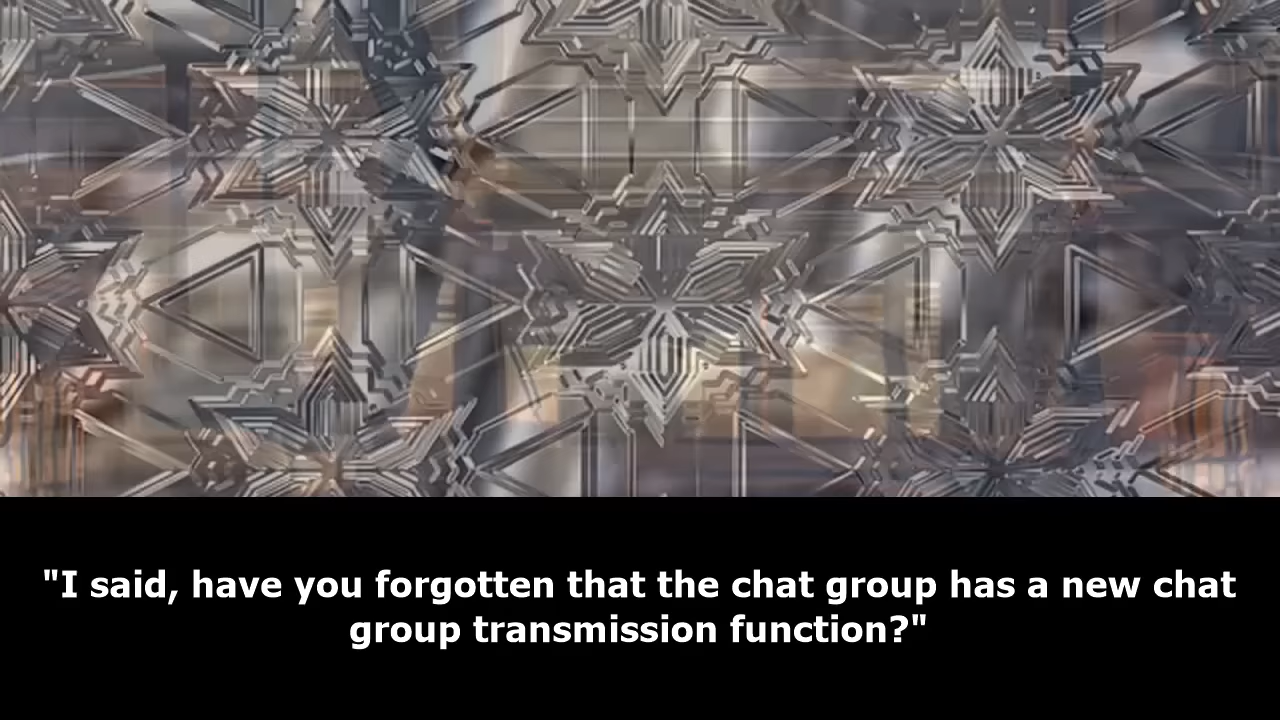 "I said, have you forgotten that the chat group has a new chat
group transmission function?"